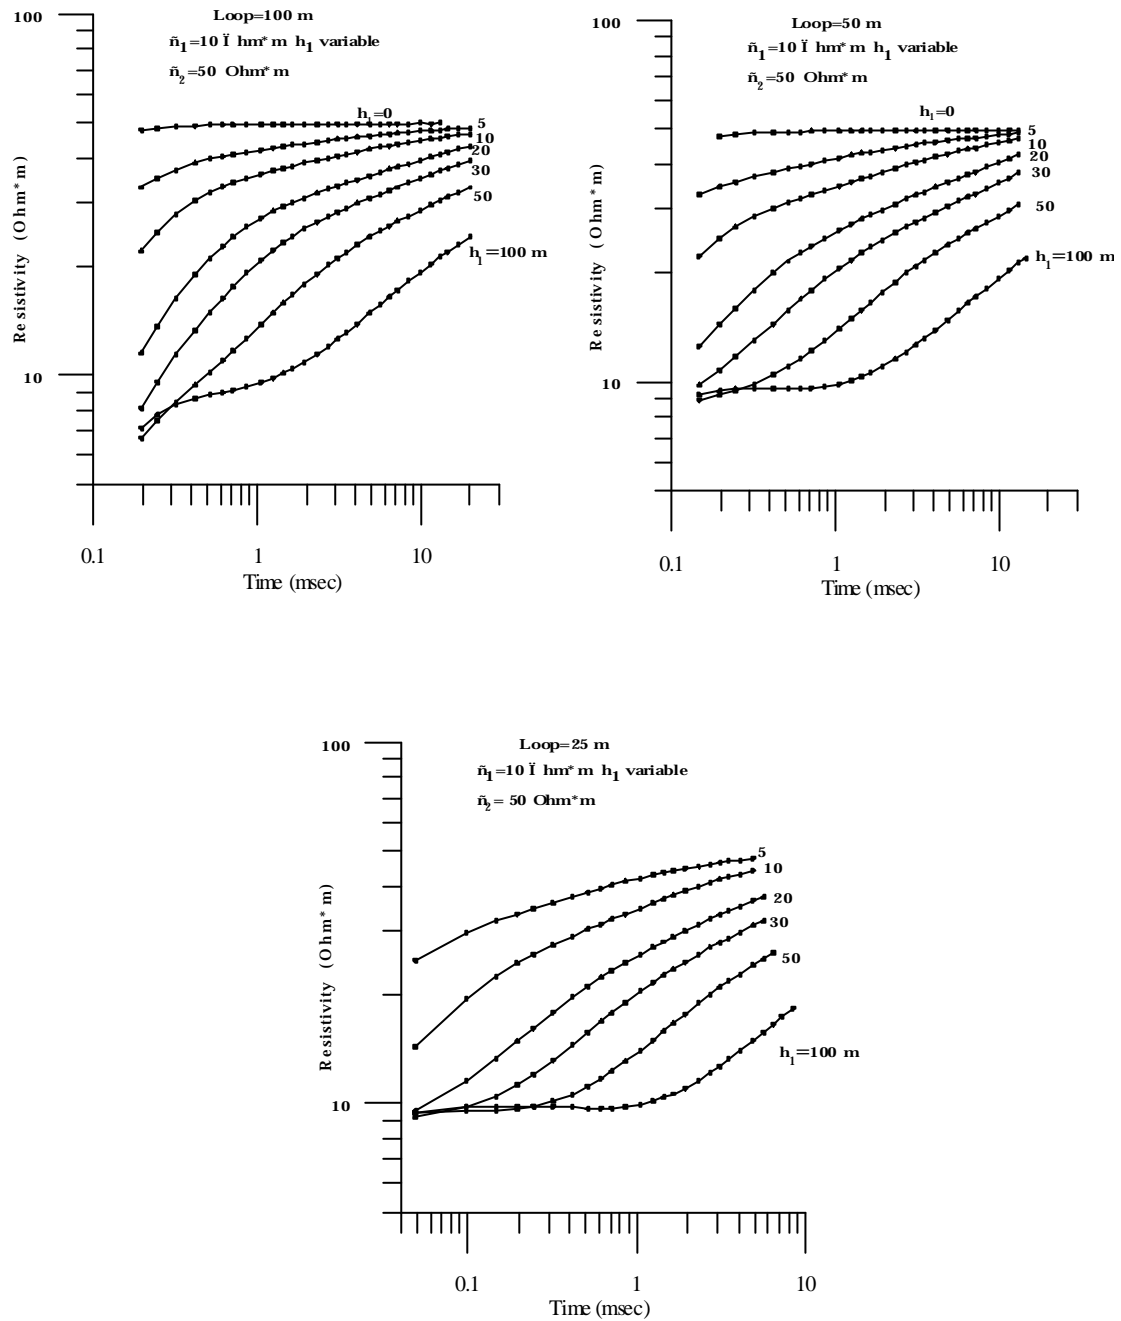 Loop=100 m
ñ1=10 Ï hm*m h1 variable
ñ2=50 Ohm*m
100
10
h1=0
5
10
20
30
50
h1=100 m
Resistivity (Ohm*m)
0.1
1
10
Time (msec)
Loop=50 m
ñ1=10 Ï hm*m h1 variable
ñ2=50 Ohm*m
100
10
h1=0
5
10
20
30
50
h1=100 m
Resistivity (Ohm*m)
0.1
1
10
Time (msec)
Loop=25 m
ñ1=10 Ï hm*m h1 variable
ñ2= 50 Ohm*m
100
10
5
10
20
30
50
h1=100 m
Resistivity (Ohm*m)
0.1
1
10
Time (msec)